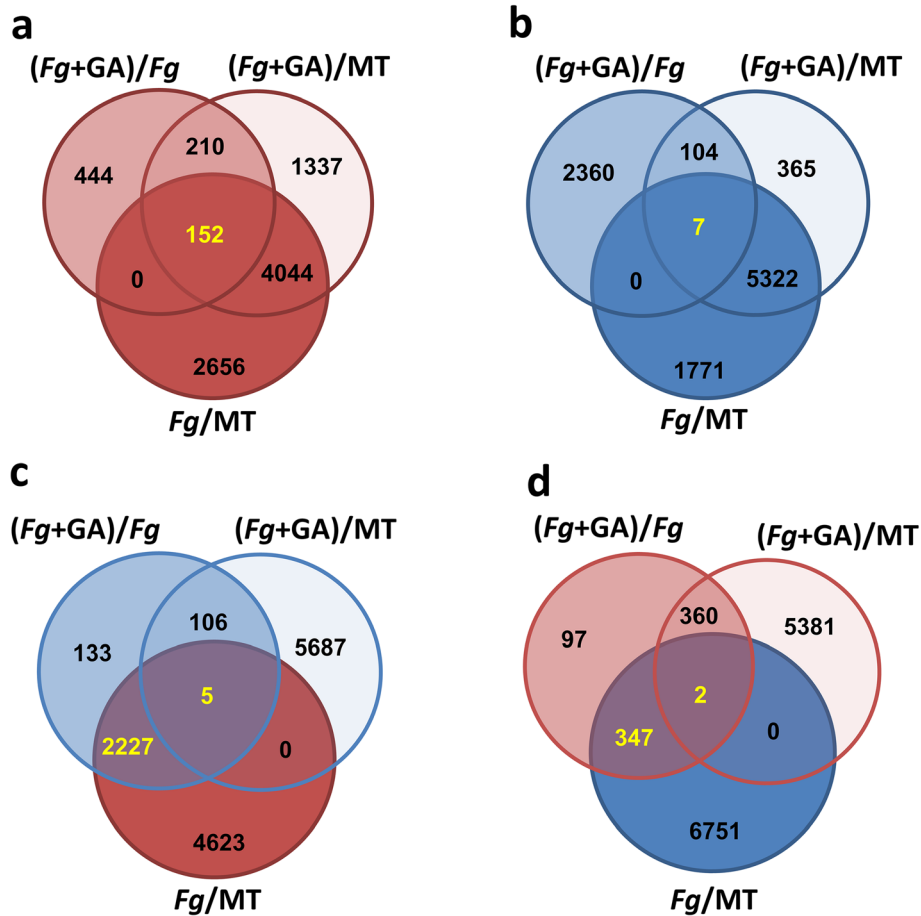 a
(Fg+GA)/Fg (Fg+GA)/MT
210
444
1337
152
0
4044
2656
Fg/MT
b
(Fg+GA)/Fg (Fg+GA)/MT
104
2360
365
7
0
5322
1771
Fg/MT
c
(Fg+GA)/Fg (Fg+GA)/MT
106
133
5687
5
2227
0
4623
Fg/MT
d
(Fg+GA)/Fg (Fg+GA)/MT
360
97
5381
2
347
0
6751
Fg/MT